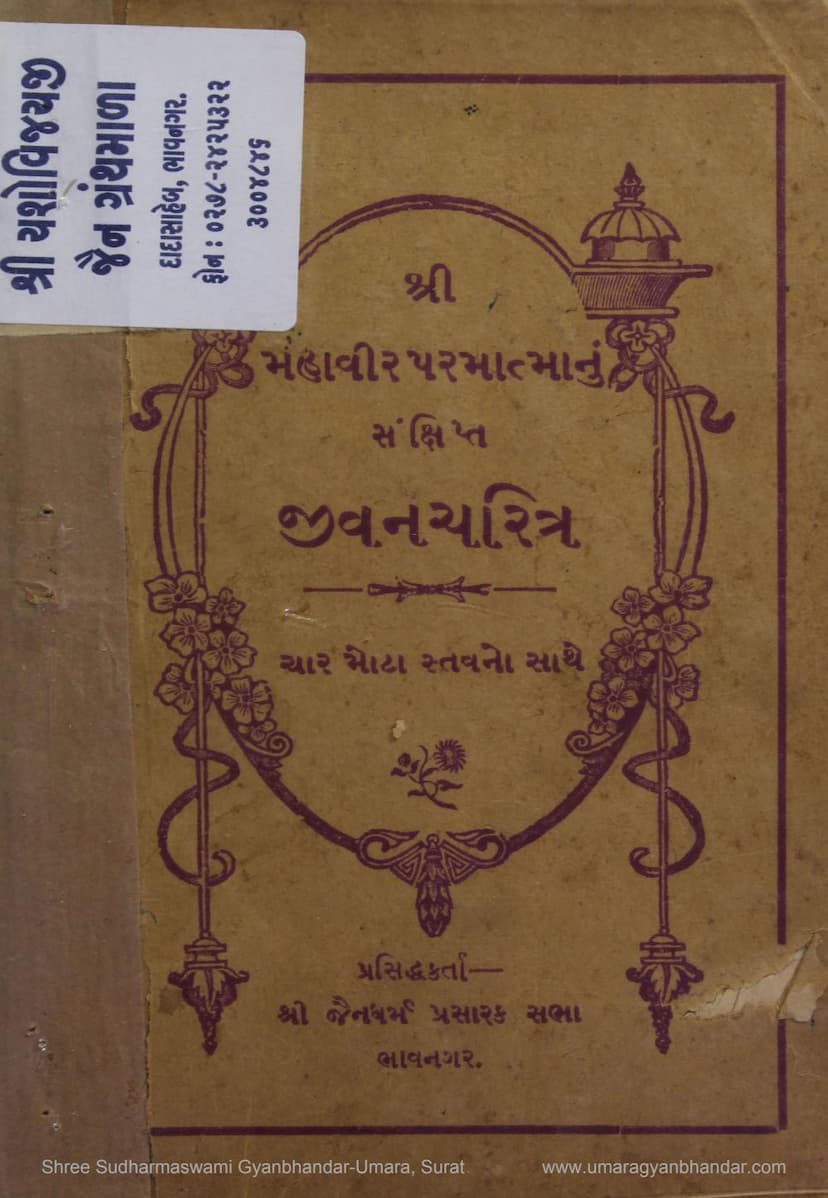 શ્રી યશોવિજયજી
જૈન ગ્રંથમાળા
દાદાસાહેબ, ભાવનગર.
ફોન : ૦૨૭૮-૨૪૨૫૩૨૨
૩૦૦૪૮૪૬
શ્રી
મહાવીર પરમાત્માનું
સંક્ષિપ્ત
જીવનચરિત્ર
ચાર મોટા સ્તવનો સાથે
પ્રસિદ્ધકર્તા—
શ્રી જૈનધર્મ પ્રસારક સભા
ભાવનગર.
Shree Sudharmaswami Gyanbhandar-Umara, Surat
www.umaragyanbhandar.com